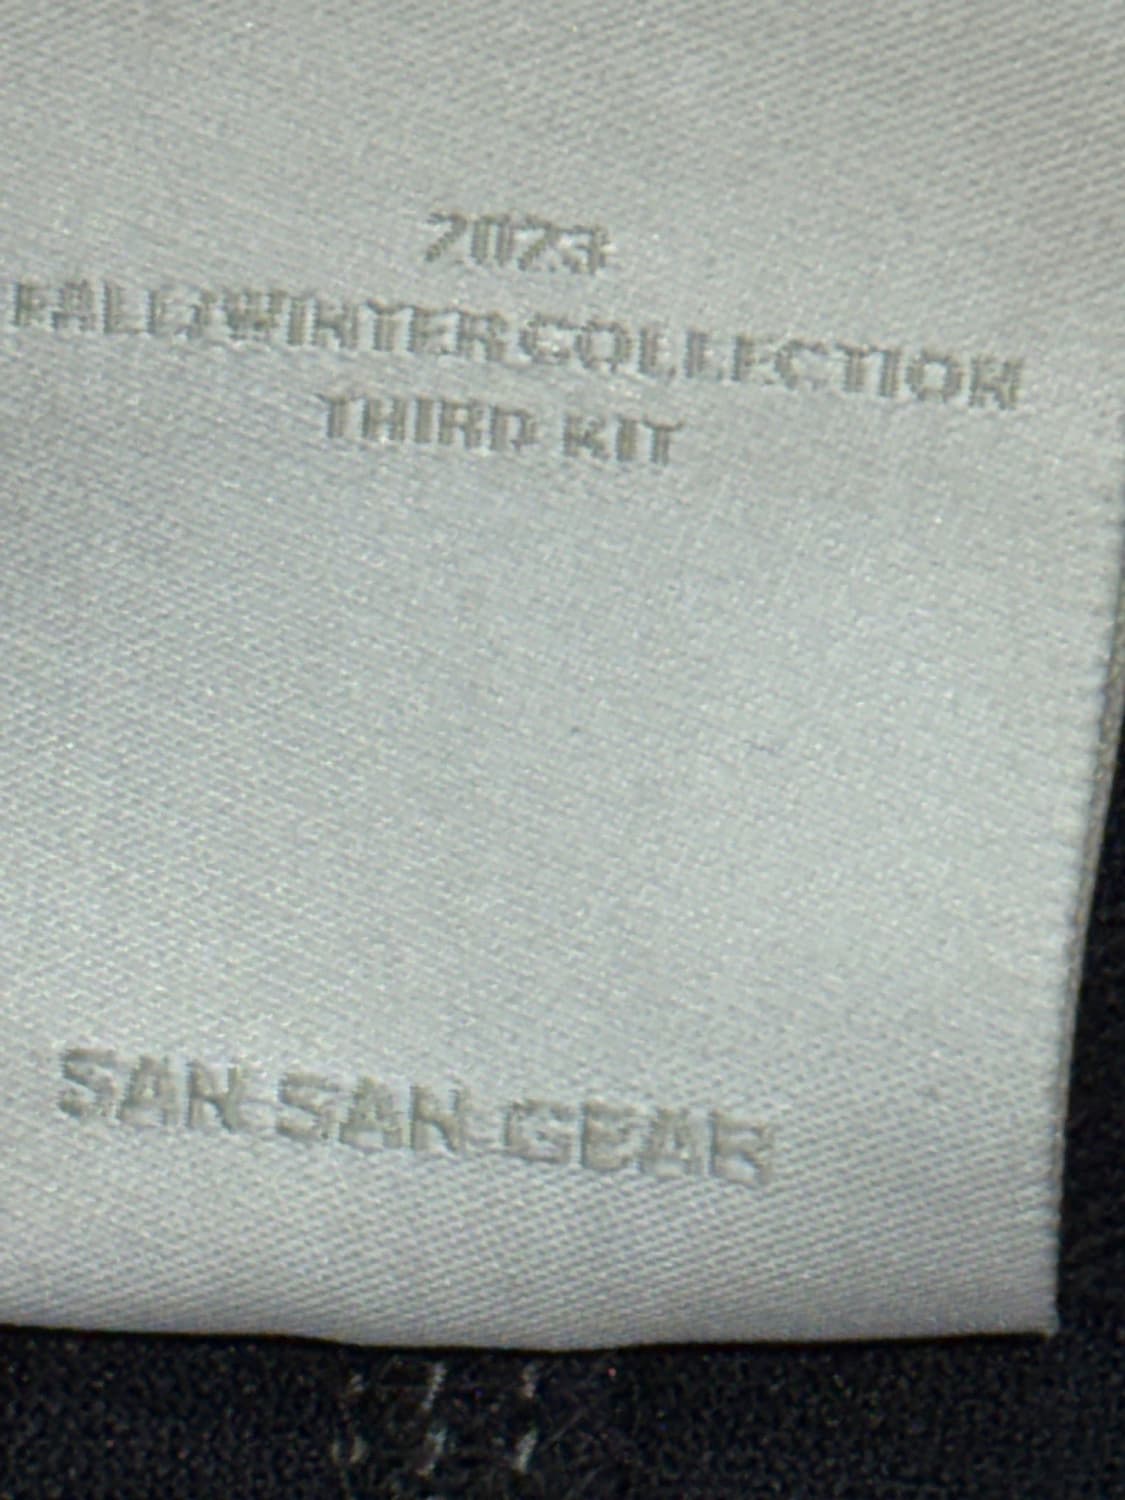 2023
FALL/WINTER COLLECTION
THIRD KIT
SAN SAN GEAR